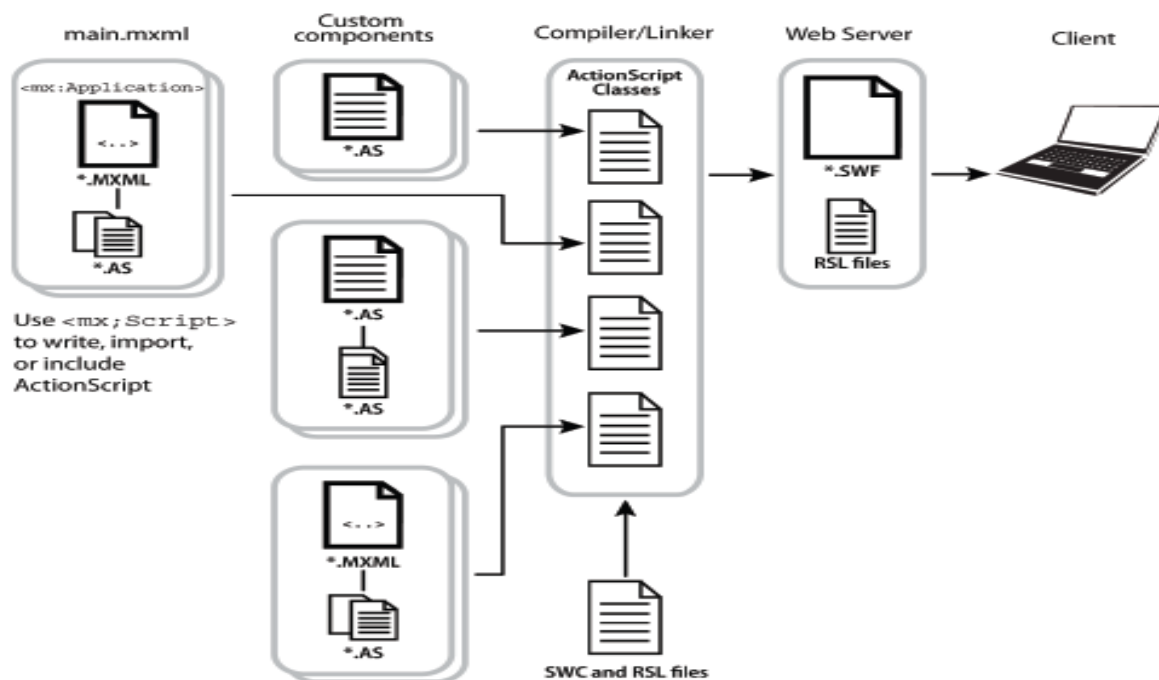 main.mxml
<mx:Application>
<..>
*.MXML
*.AS
Use <mx;Script>
to write, import,
or include
ActionScript
Custom
components
*.AS
*.AS
*.AS
<..>
*.MXML
*.AS
Compiler/Linker
ActionScript
Classes
SWC and RSL files
Web Server
*.SWF
RSL files
Client